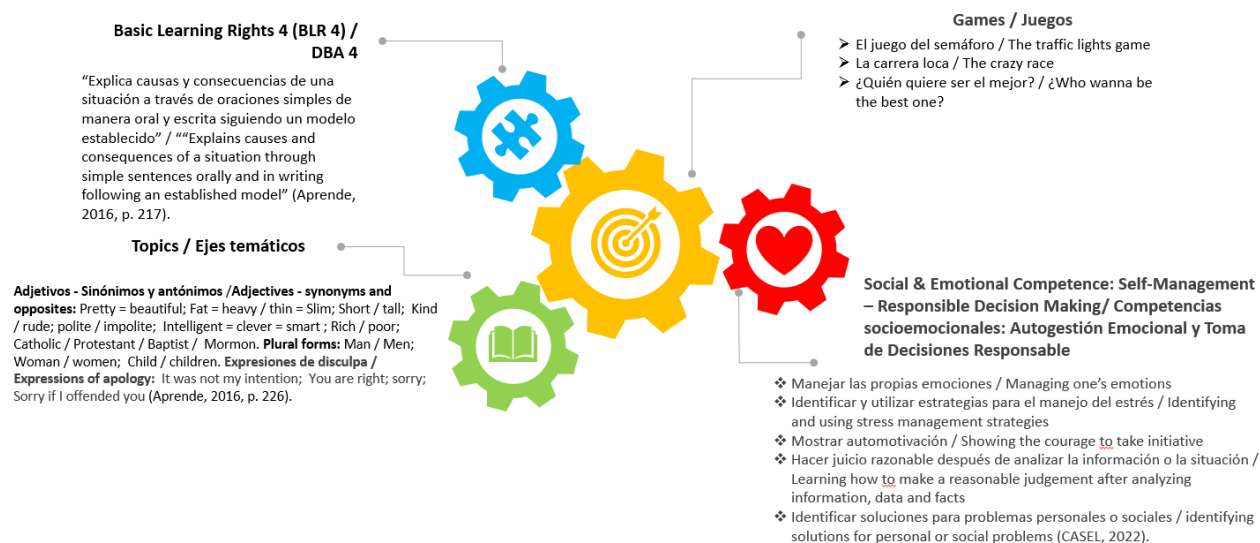 Basic Learning Rights 4 (BLR 4) /
DBA 4
“Explica causas y consecuencias de una
situación a través de oraciones simples de
manera oral y escrita siguiendo un modelo
establecido” / ““Explains causes and
consequences of a situation through
simple sentences orally and in writing
following an established model” (Aprende,
2016, p. 217).
Topics / Ejes temáticos
Adjetivos - Sinónimos y antónimos /Adjectives - synonyms and
opposites: Pretty = beautiful; Fat = heavy / thin = Slim; Short / tall;  Kind
/ rude; polite / impolite;  Intelligent = clever = smart ; Rich / poor;
Catholic / Protestant / Baptist /  Mormon. Plural forms: Man / Men;
Woman / women;  Child / children. Expresiones de disculpa /
Expressions of apology:  It was not my intention;  You are right; sorry;
Sorry if I offended you (Aprende, 2016, p. 226).
Games / Juegos
➤ El juego del semáforo / The traffic lights game
➤ La carrera loca / The crazy race
➤ ¿Quién quiere ser el mejor? / ¿Who wanna be
the best one?
Social & Emotional Competence: Self-Management
– Responsible Decision Making/ Competencias
socioemocionales: Autogestión Emocional y Toma
de Decisiones Responsable
❖ Manejar las propias emociones / Managing one’s emotions
❖ Identificar y utilizar estrategias para el manejo del estrés / Identifying
and using stress management strategies
❖ Mostrar automotivación / Showing the courage to take initiative
❖ Hacer juicio razonable después de analizar la información o la situación /
Learning how to make a reasonable judgement after analyzing
information, data and facts
❖ Identificar soluciones para problemas personales o sociales / identifying
solutions for personal or social problems (CASEL, 2022).